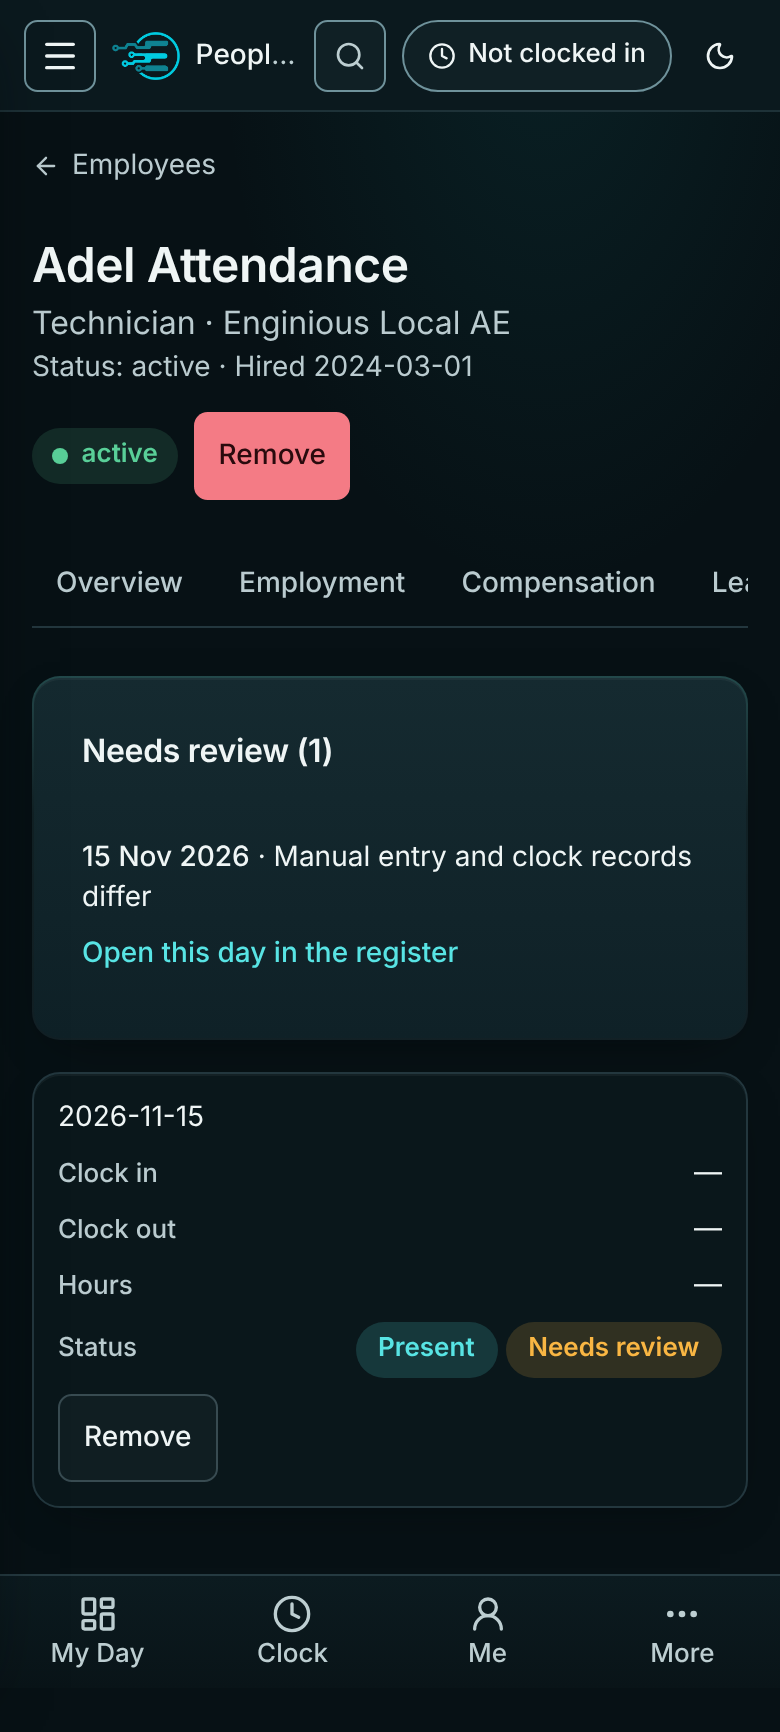 Peopl...
Not clocked in
Employees
Adel Attendance
Technician · Enginious Local AE
Status: active · Hired 2024-03-01
active
Remove
Overview Employment Compensation Lea
Needs review (1)
15 Nov 2026 · Manual entry and clock records
differ
Open this day in the register
2026-11-15
Clock in —
Clock out —
Hours —
Status Present Needs review
Remove
My Day Clock Me More